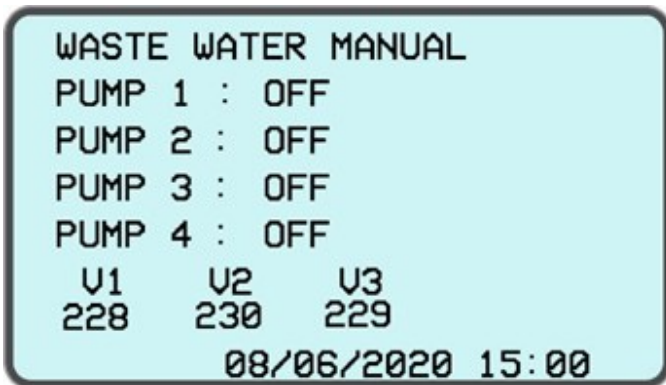 WASTE WATER MANUAL
PUMP 1 : OFF
PUMP 2 : OFF
PUMP 3 : OFF
PUMP 4 : OFF
V1 V2 V3
228 230 229
08/06/2020 15:00